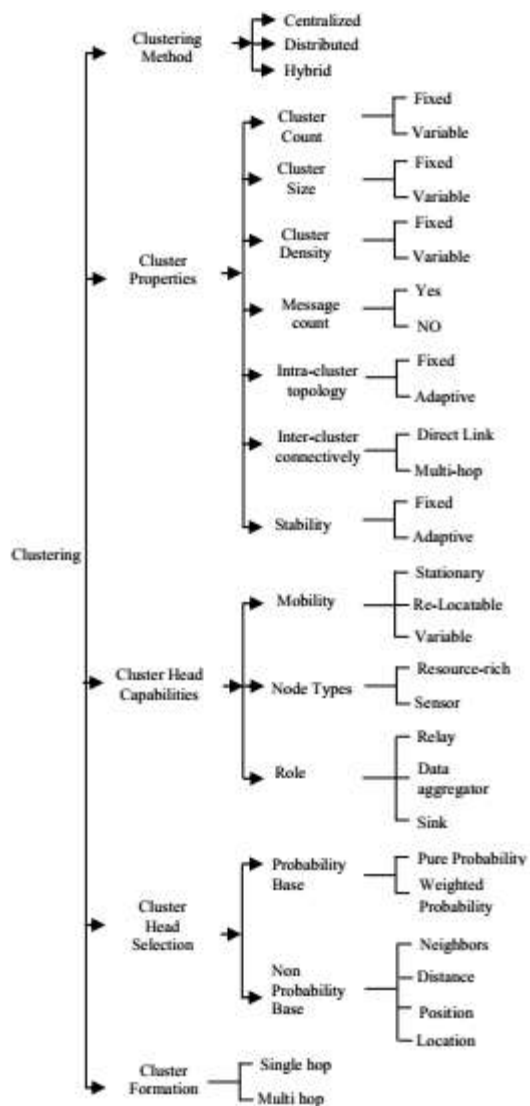 Clustering
Clustering
Method
Centralized
Distributed
Hybrid
Cluster
Properties
Cluster
Count
Fixed
Variable
Cluster
Size
Fixed
Variable
Cluster
Density
Fixed
Variable
Message
count
Yes
NO
Intra-cluster
topology
Fixed
Adaptive
Inter-cluster
connectively
Direct Link
Multi-hop
Stability
Fixed
Adaptive
Cluster Head
Capabilities
Mobility
Stationary
Re-Locatable
Variable
Node Types
Resource-rich
Sensor
Role
Relay
Data
aggregator
Sink
Cluster
Head
Selection
Probability
Base
Pure Probability
Weighted
Probability
Non
Probability
Base
Neighbors
Distance
Position
Location
Cluster
Formation
Single hop
Multi hop